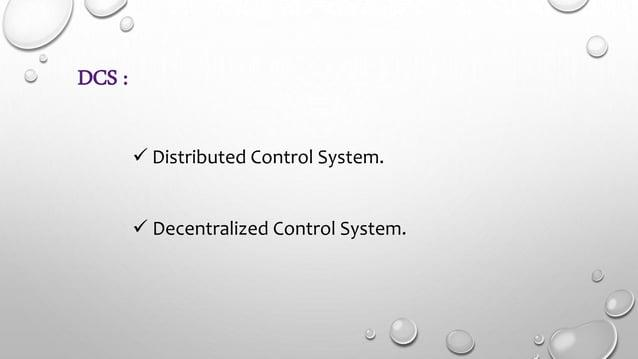 DCS :
✓ Distributed Control System.
✓ Decentralized Control System.